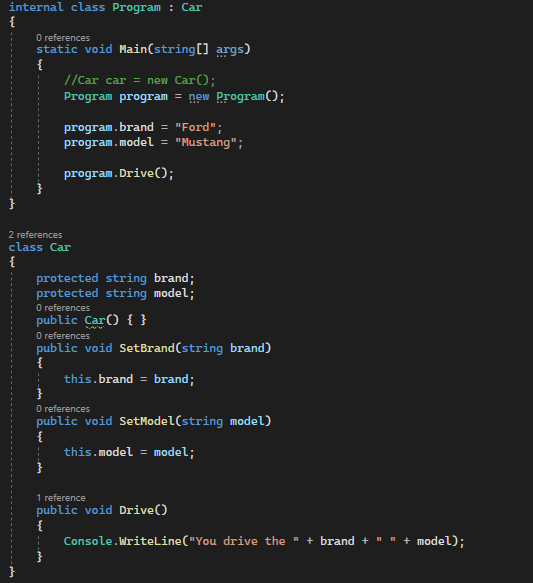 internal class Program : Car
{
0 references
static void Main(string[] args)
{
//Car car = new Car();
Program program = new Program();
program.brand = "Ford";
program.model = "Mustang";
program.Drive();
}
}
2 references
class Car
{
protected string brand;
protected string model;
0 references
public Car() { }
0 references
public void SetBrand(string brand)
{
this.brand = brand;
}
0 references
public void SetModel(string model)
{
this.model = model;
}
1 reference
public void Drive()
{
Console.WriteLine("You drive the " + brand + " " + model);
}
}